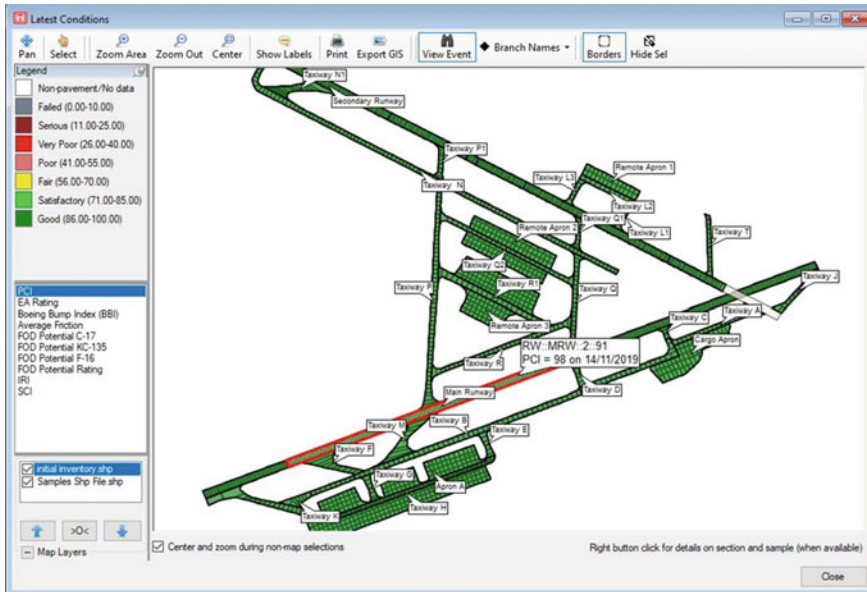 Latest Conditions
Pan Select Zoom Area Zoom Out Center Show Labels Print Export GIS View Event Branch Names Borders Hide Sel
Legend
Non-pavement/No data
Failed (0.00-10.00)
Serious (11.00-25.00)
Very Poor (26.00-40.00)
Poor (41.00-55.00)
Fair (56.00-70.00)
Satisfactory (71.00-85.00)
Good (86.00-100.00)
PCI
EA Rating
Boeing Bump Index (BBI)
Average Friction
FOD Potential C-17
FOD Potential KC-135
FOD Potential F-16
FOD Potential Rating
IRI
SCI
initial inventory.shp
Samples Shp File.shp
>O<
Map Layers
Taxiway N1
Secondary Runway
Taxiway P1
Taxiway N
Taxiway L3
Remote Apron 1
Taxiway L2
Taxiway Q1
Taxiway L1
Remote Apron 2
Taxiway T
Taxiway Q2
Taxiway R1
Taxiway P
Taxiway Q
Taxiway J
Remote Apron 3
Taxiway C
Taxiway A
Cargo Apron
RW::MRW::2::91
PCI = 98 on 14/11/2019
Taxiway R
Taxiway D
Main Runway
Taxiway M
Taxiway B
Taxiway E
Taxiway F
Taxiway G
Apron A
Taxiway H
Taxiway K
Center and zoom during non-map selections
Right button click for details on section and sample (when available)
Close